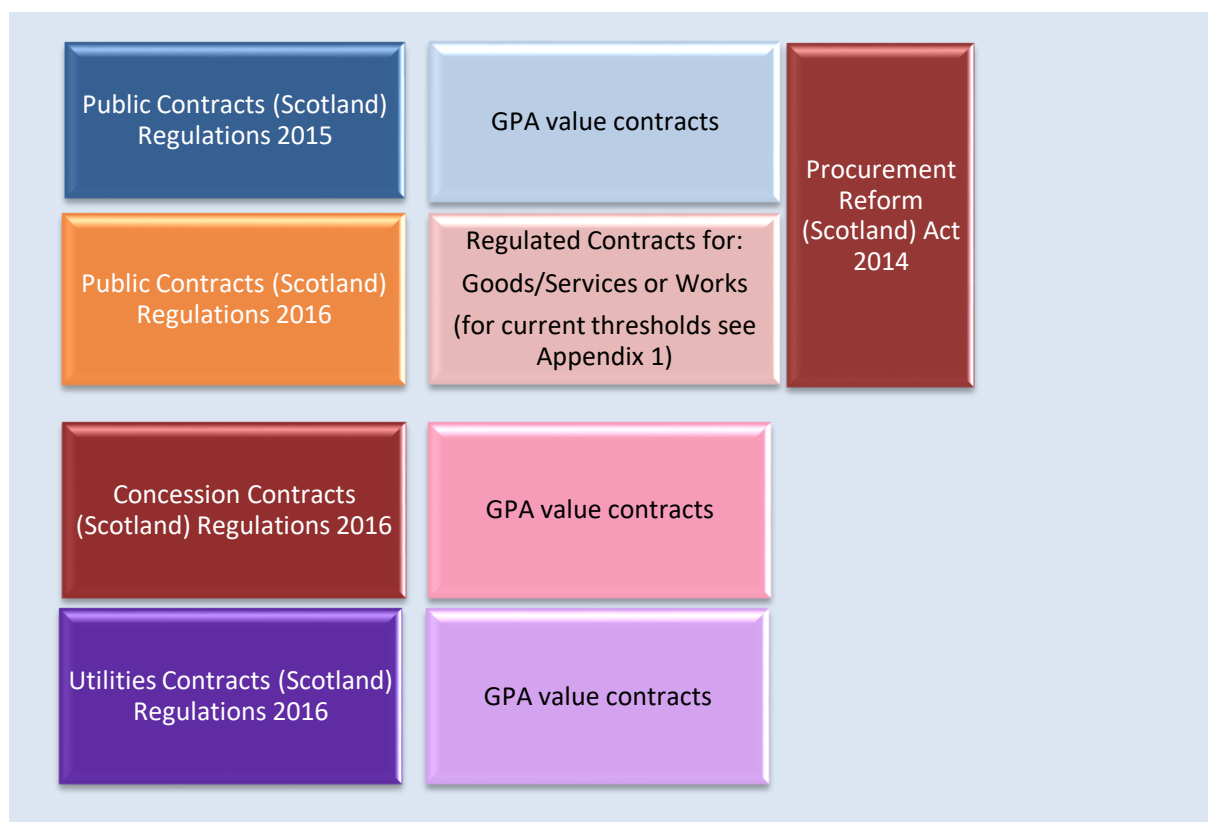 Public Contracts (Scotland)
Regulations 2015
GPA value contracts
Procurement
Reform
(Scotland) Act
2014
Public Contracts (Scotland)
Regulations 2016
Regulated Contracts for:
Goods/Services or Works
(for current thresholds see
Appendix 1)
Concession Contracts
(Scotland) Regulations 2016
GPA value contracts
Utilities Contracts (Scotland)
Regulations 2016
GPA value contracts